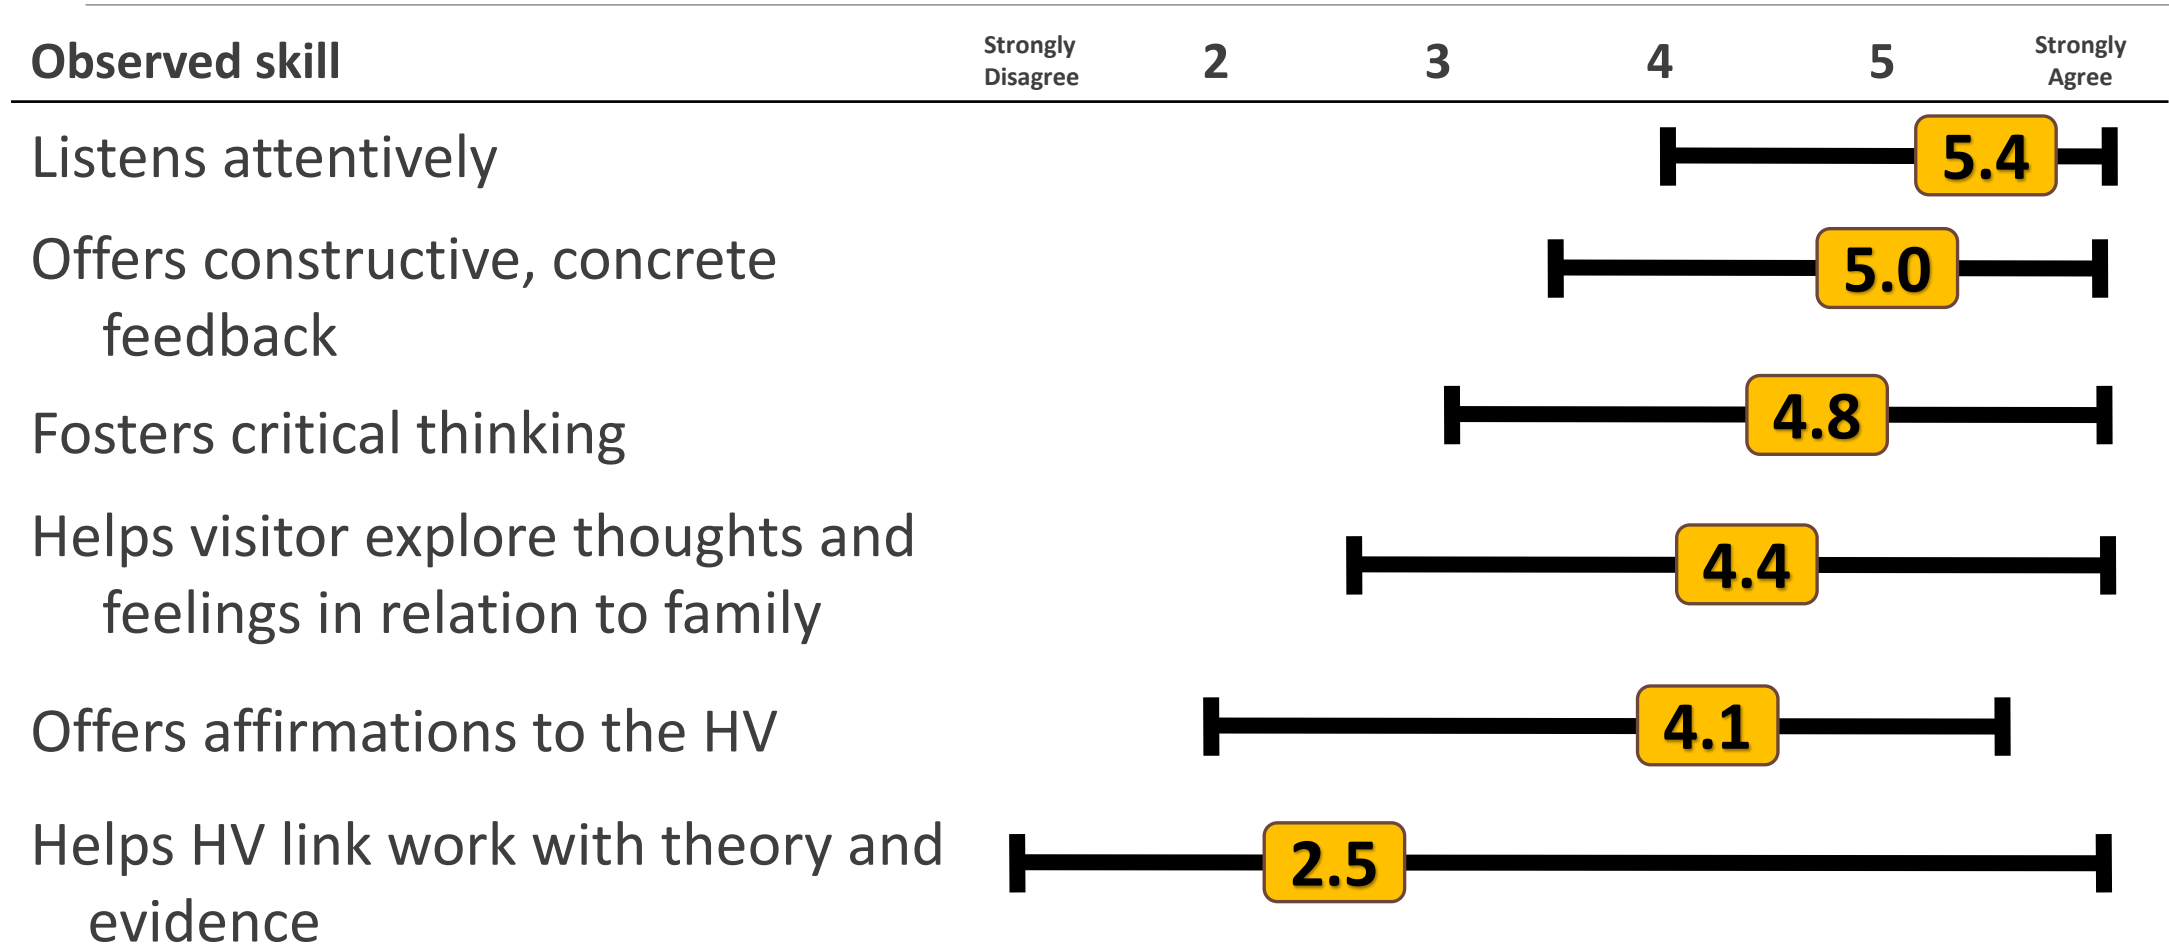 Observed skill Strongly Disagree 2 3 4 5 Strongly Agree
Listens attentively 5.4
Offers constructive, concrete 5.0
feedback
Fosters critical thinking 4.8
Helps visitor explore thoughts and 4.4
feelings in relation to family
Offers affirmations to the HV 4.1
Helps HV link work with theory and 2.5
evidence